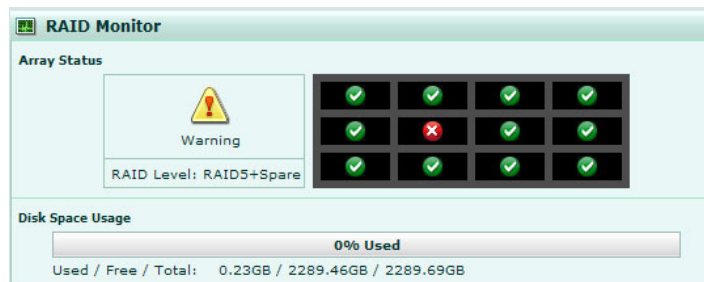 RAID Monitor
Array Status
Warning
RAID Level: RAID5+Spare
Disk Space Usage
0% Used
Used / Free / Total: 0.23GB / 2289.46GB / 2289.69GB